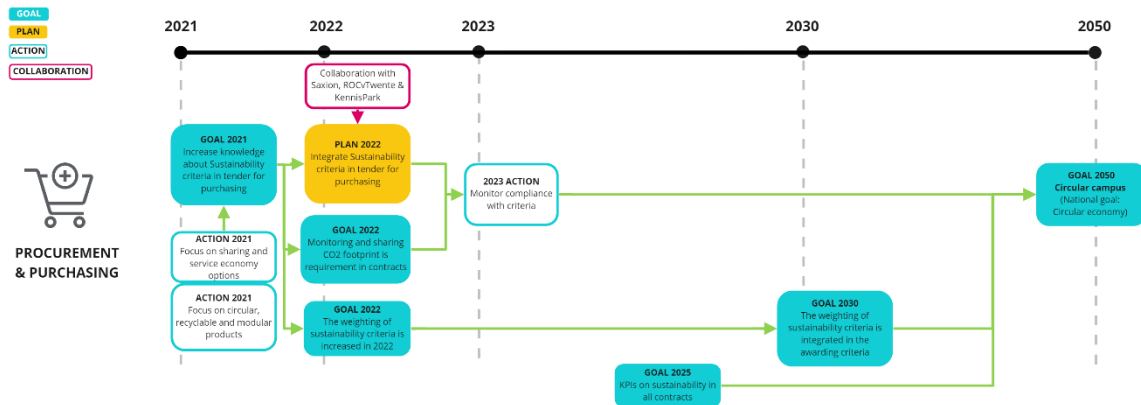 GOAL
PLAN
ACTION
COLLABORATION
2021
2022
2023
2030
2050
Collaboration with
Saxion, ROCvTwente &
KennisPark
GOAL 2021
Increase knowledge
about Sustainability
criteria in tender for
purchasing
PLAN 2022
Integrate Sustainability
criteria in tender for
purchasing
2023 ACTION
Monitor compliance
with criteria
GOAL 2050
Circular campus
(National goal:
Circular economy)
PROCUREMENT
& PURCHASING
ACTION 2021
Focus on sharing and
service economy
options
GOAL 2022
Monitoring and sharing
CO2 footprint is
requirement in contracts
ACTION 2021
Focus on circular,
recyclable and modular
products
GOAL 2022
The weighting of
sustainability criteria is
increased in 2022
GOAL 2030
The weighting of
sustainability criteria is
integrated in the
awarding criteria
GOAL 2025
KPIs on sustainability in
all contracts